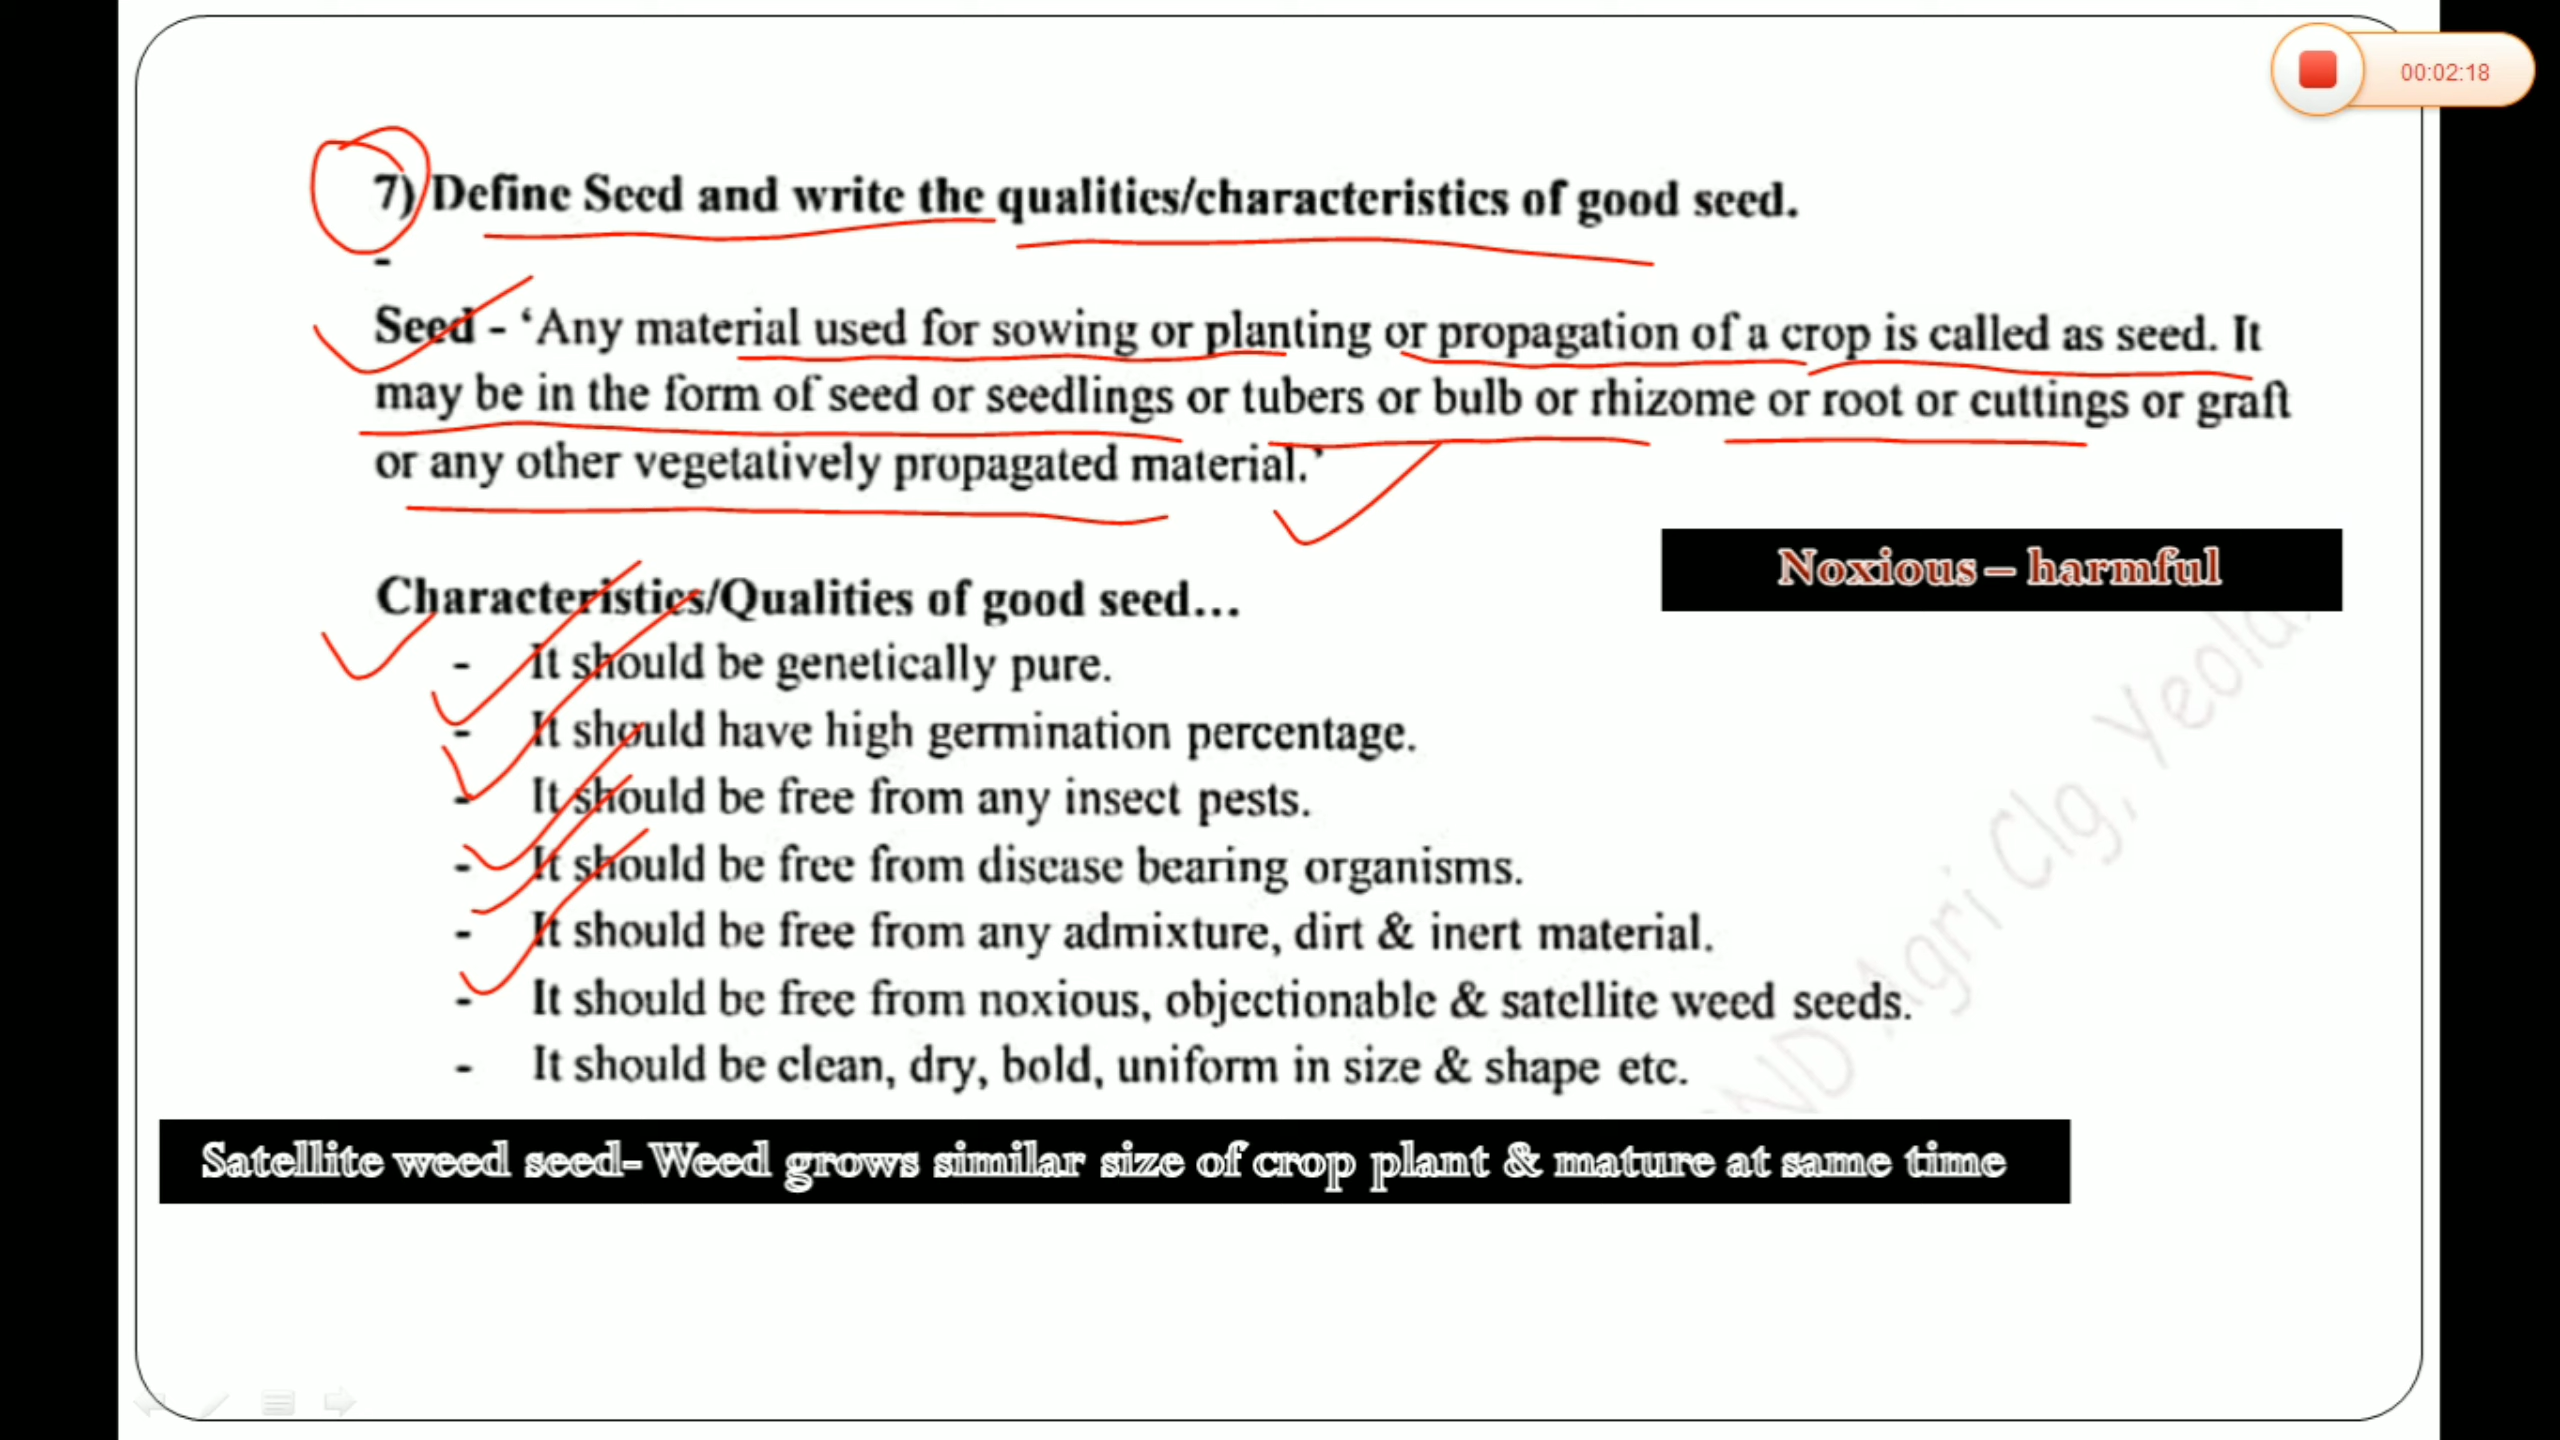 00:02:18
7) Define Seed and write the qualities/characteristics of good seed.
-
Seed - ‘Any material used for sowing or planting or propagation of a crop is called as seed. It
may be in the form of seed or seedlings or tubers or bulb or rhizome or root or cuttings or graft
or any other vegetatively propagated material.’
Noxious – harmful
Characteristics/Qualities of good seed...
- It should be genetically pure.
- It should have high germination percentage.
- It should be free from any insect pests.
- It should be free from disease bearing organisms.
- It should be free from any admixture, dirt & inert material.
- It should be free from noxious, objectionable & satellite weed seeds.
- It should be clean, dry, bold, uniform in size & shape etc.
ND Agri Clg, Yeola
Satellite weed seed- Weed grows similar size of crop plant & mature at same time